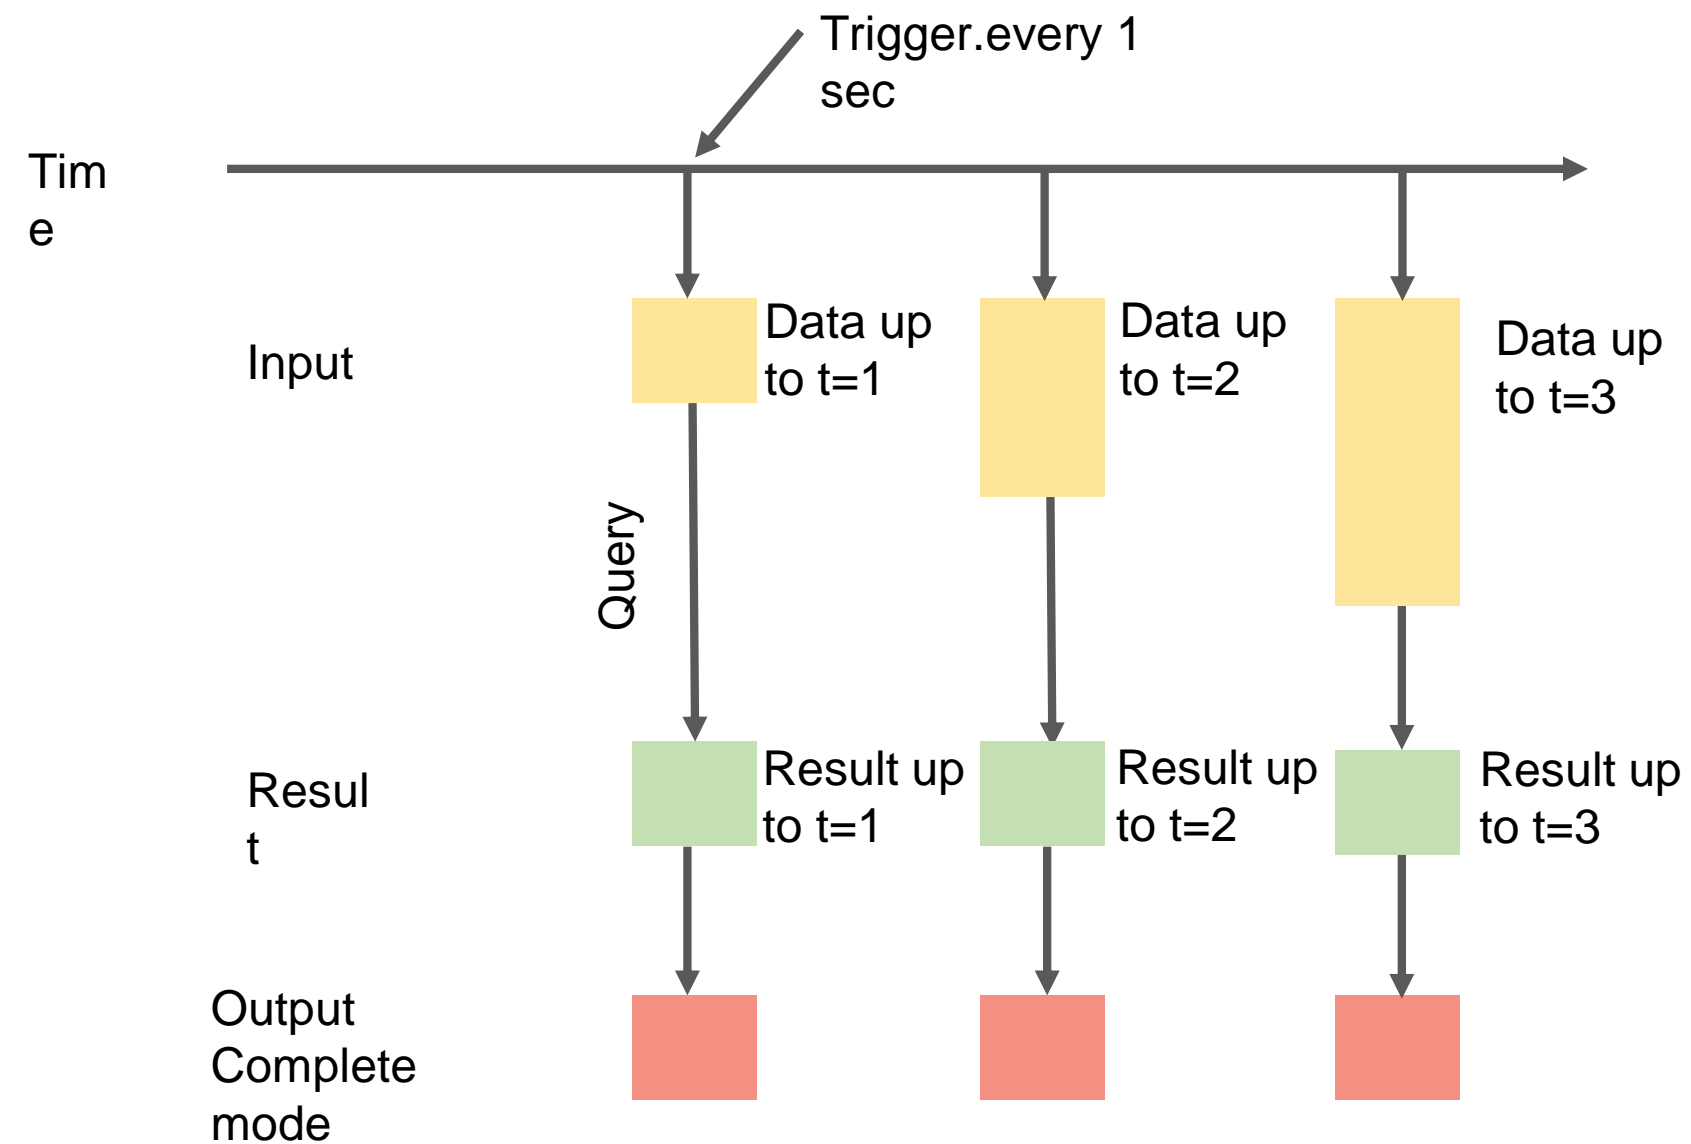 Trigger.every 1
sec
Tim
e
Input
Data up
to t=1
Data up
to t=2
Data up
to t=3
Query
Resul
t
Result up
to t=1
Result up
to t=2
Result up
to t=3
Output
Complete
mode